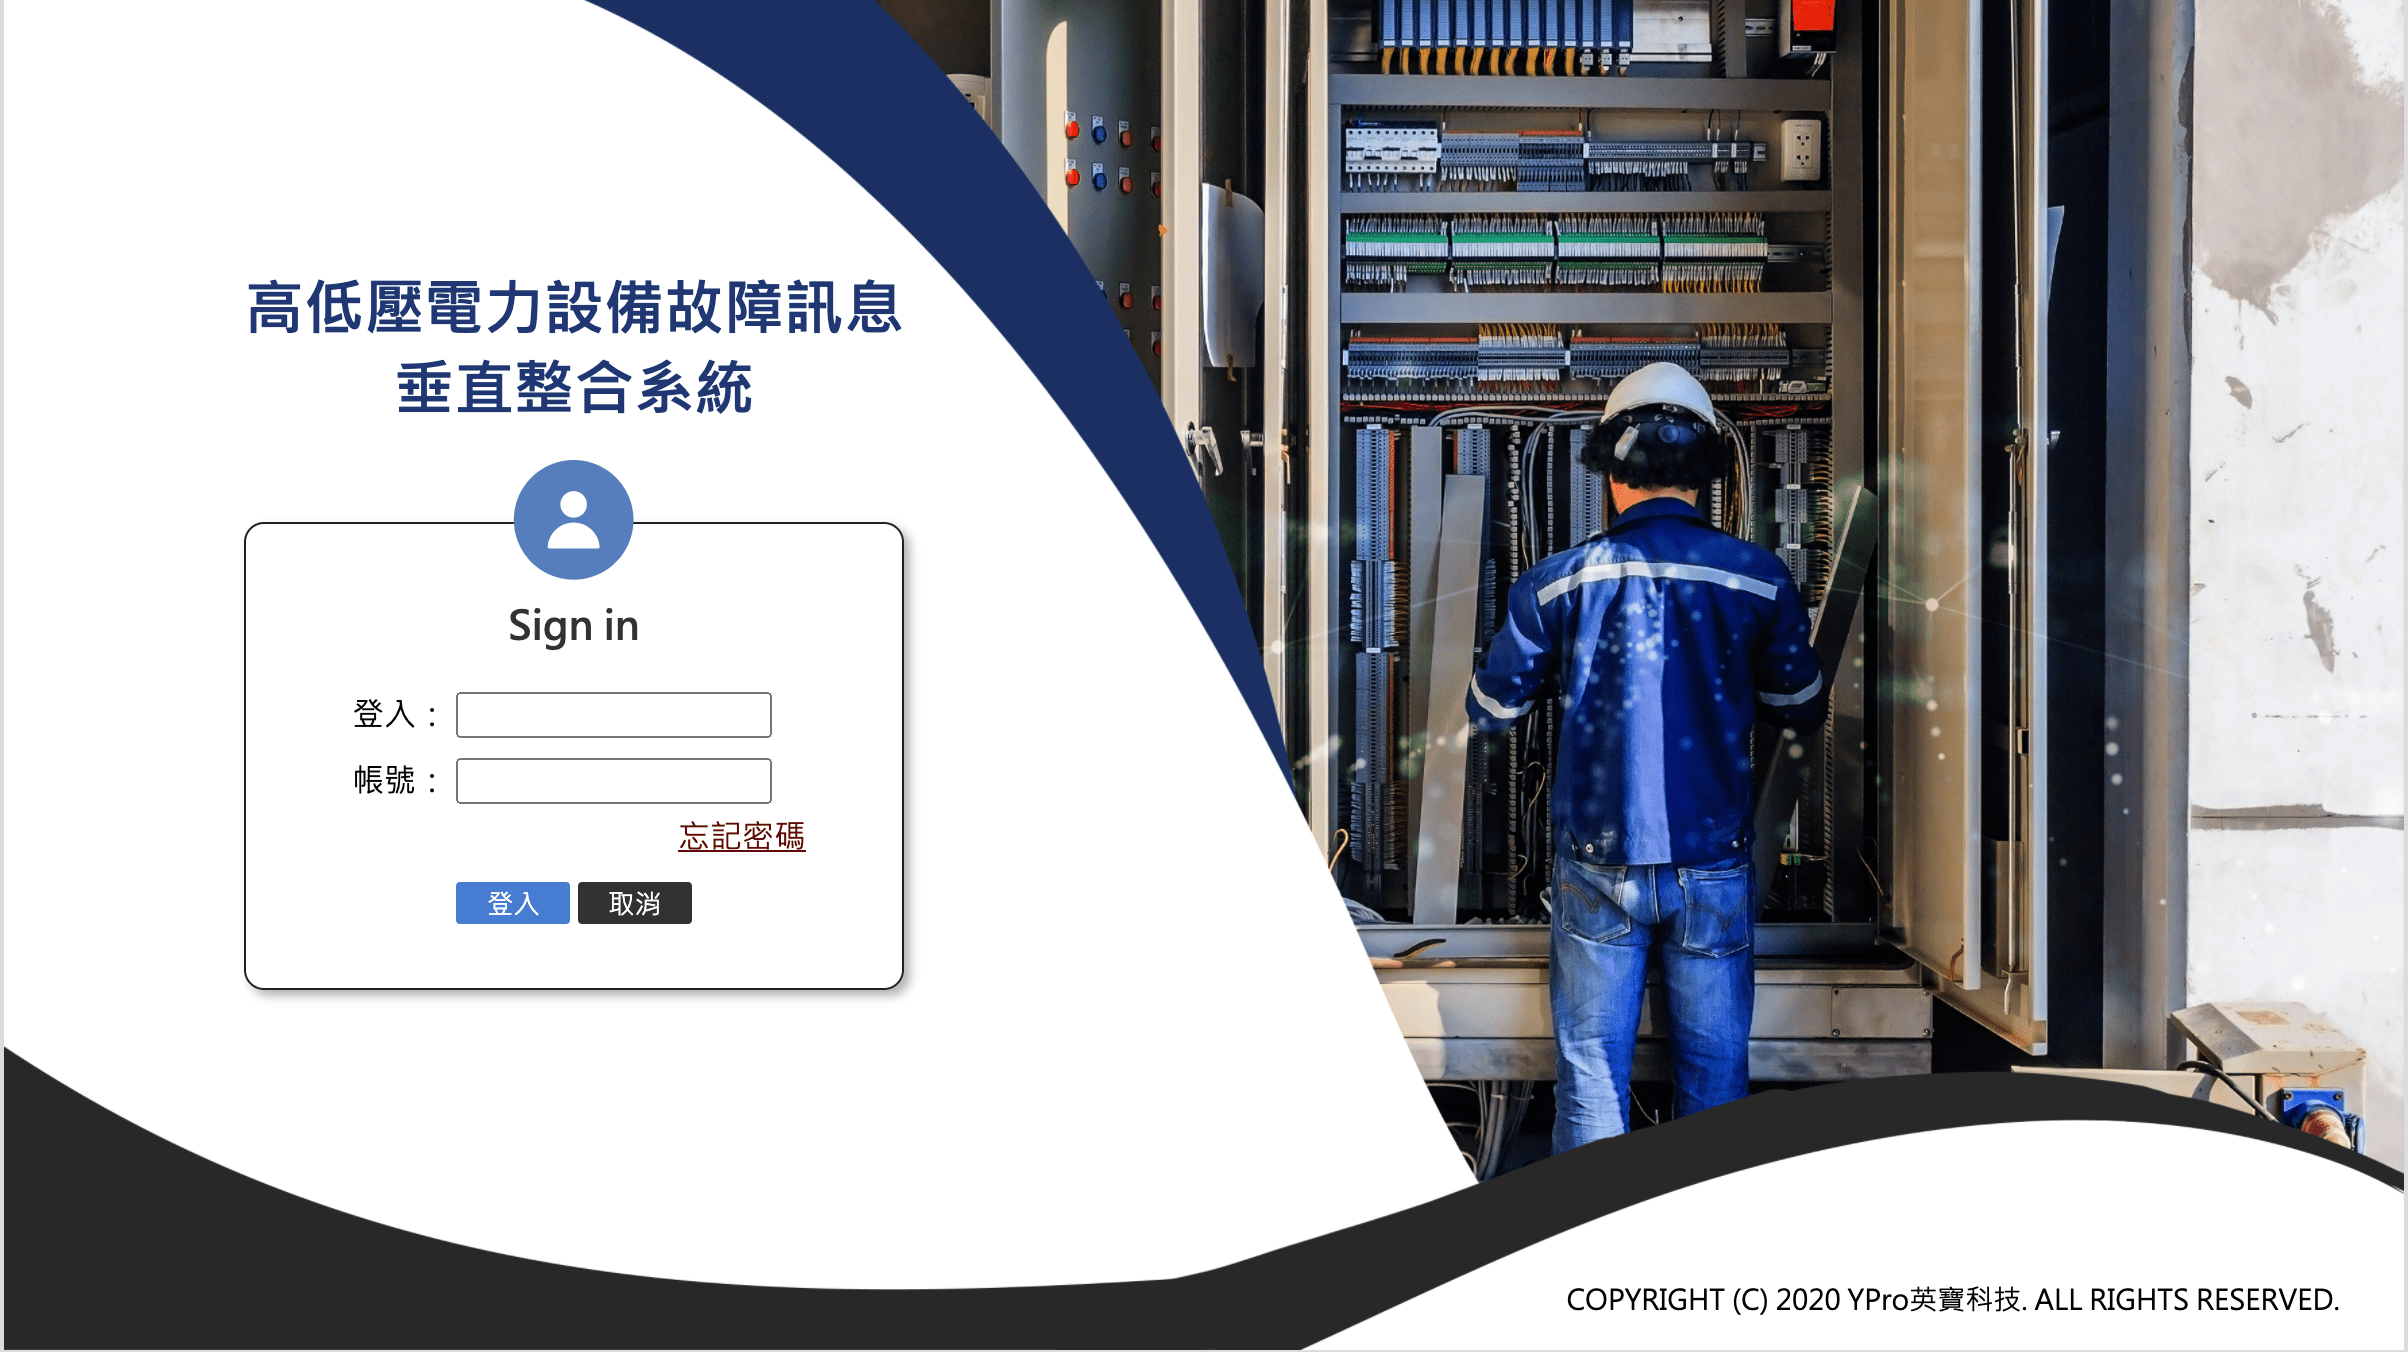 高低壓電力設備故障訊息
垂直整合系統
Sign in
登入：
帳號：
忘記密碼
登入 取消
COPYRIGHT (C) 2020 YPro英寶科技. ALL RIGHTS RESERVED.